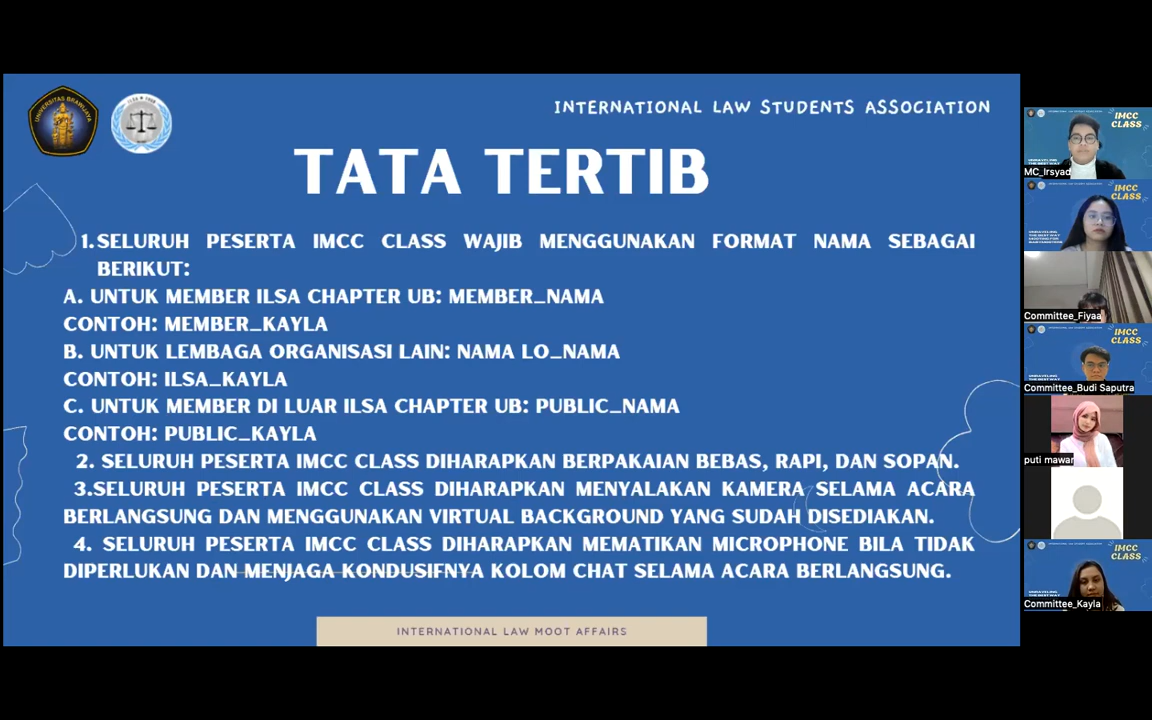 UNIVERSITAS BRAWIJAYA
INTERNATIONAL LAW STUDENTS ASSOCIATION
TATA TERTIB
1.SELURUH PESERTA IMCC CLASS WAJIB MENGGUNAKAN FORMAT NAMA SEBAGAI
BERIKUT:
A. UNTUK MEMBER ILSA CHAPTER UB: MEMBER_NAMA
CONTOH: MEMBER_KAYLA
B. UNTUK LEMBAGA ORGANISASI LAIN: NAMA LO_NAMA
CONTOH: ILSA_KAYLA
C. UNTUK MEMBER DI LUAR ILSA CHAPTER UB: PUBLIC_NAMA
CONTOH: PUBLIC_KAYLA
2. SELURUH PESERTA IMCC CLASS DIHARAPKAN BERPAKAIAN BEBAS, RAPI, DAN SOPAN.
3.SELURUH PESERTA IMCC CLASS DIHARAPKAN MENYALAKAN KAMERA SELAMA ACARA
BERLANGSUNG DAN MENGGUNAKAN VIRTUAL BACKGROUND YANG SUDAH DISEDIAKAN.
4. SELURUH PESERTA IMCC CLASS DIHARAPKAN MEMATIKAN MICROPHONE BILA TIDAK
DIPERLUKAN DAN MENJAGA KONDUSIFNYA KOLOM CHAT SELAMA ACARA BERLANGSUNG.
INTERNATIONAL LAW MOOT AFFAIRS
IMCC
CLASS
MC_Irsyad
IMCC
CLASS
Committee_Fiyaa
IMCC
CLASS
Committee_Budi Saputra
puti mawar
IMCC
CLASS
Committee_Kayla